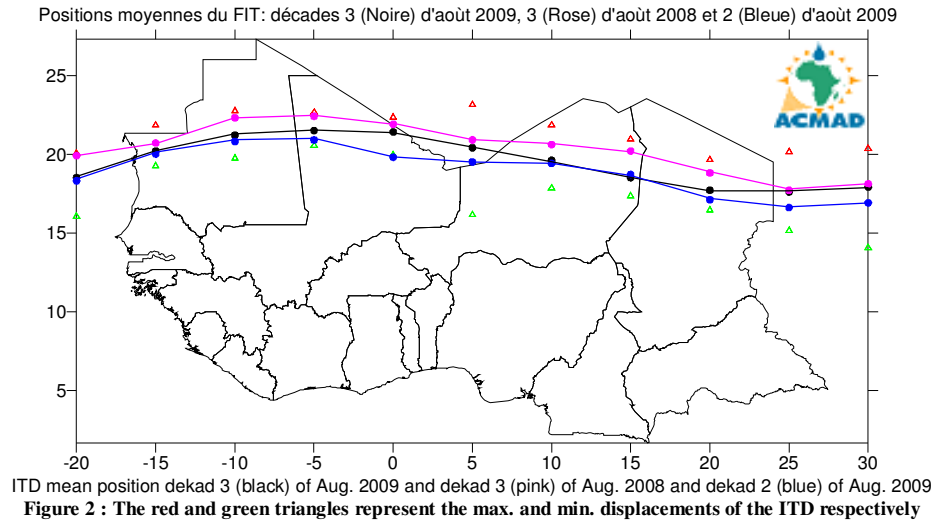 Positions moyennes du FIT: décades 3 (Noire) d'aoùt 2009, 3 (Rose) d'août 2008 et 2 (Bleue) d'août 2009
ACMAD
25
20
15
10
5
-20 -15 -10 -5 0 5 10 15 20 25 30
ITD mean position dekad 3 (black) of Aug. 2009 and dekad 3 (pink) of Aug. 2008 and dekad 2 (blue) of Aug. 2009
Figure 2 : The red and green triangles represent the max. and min. displacements of the ITD respectively